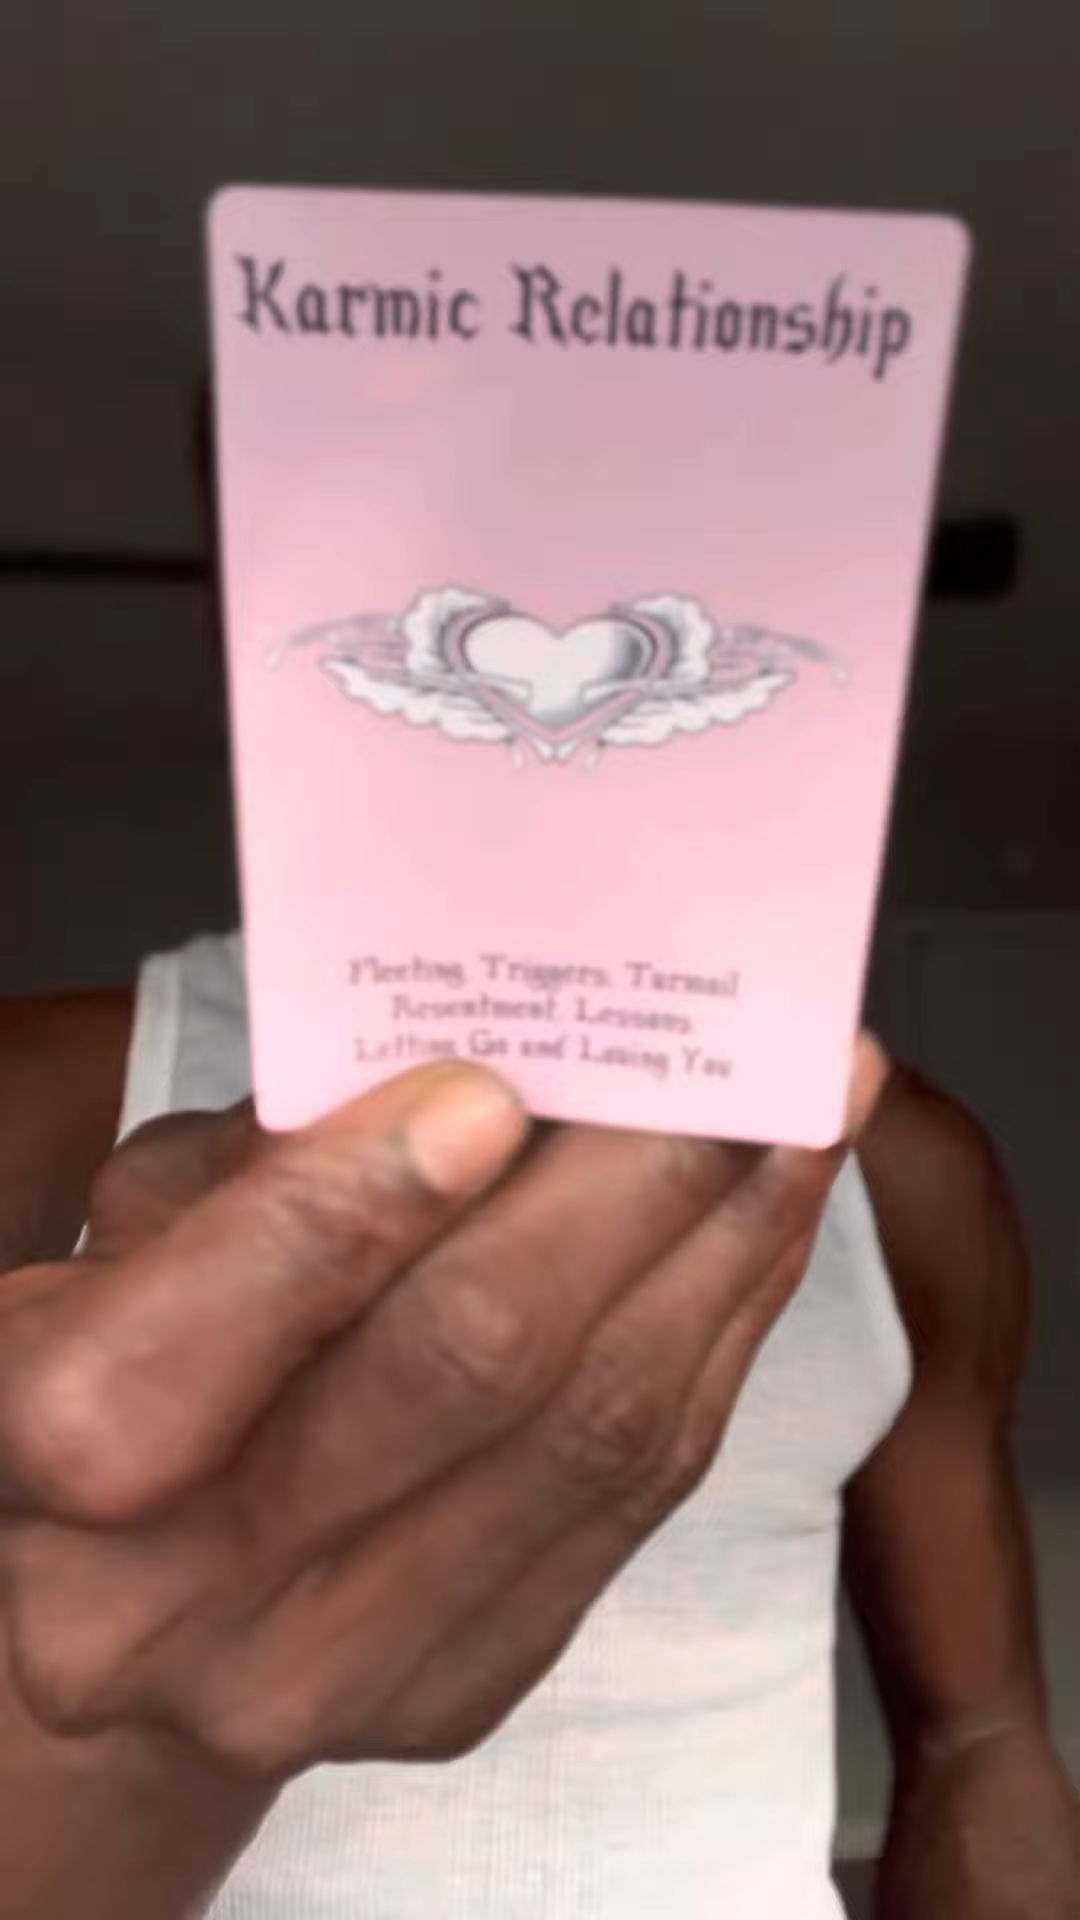 Karmic Relationship
Fleeting, Triggers, Turmoil
Resentment, Lessons
Letting Go and Losing You